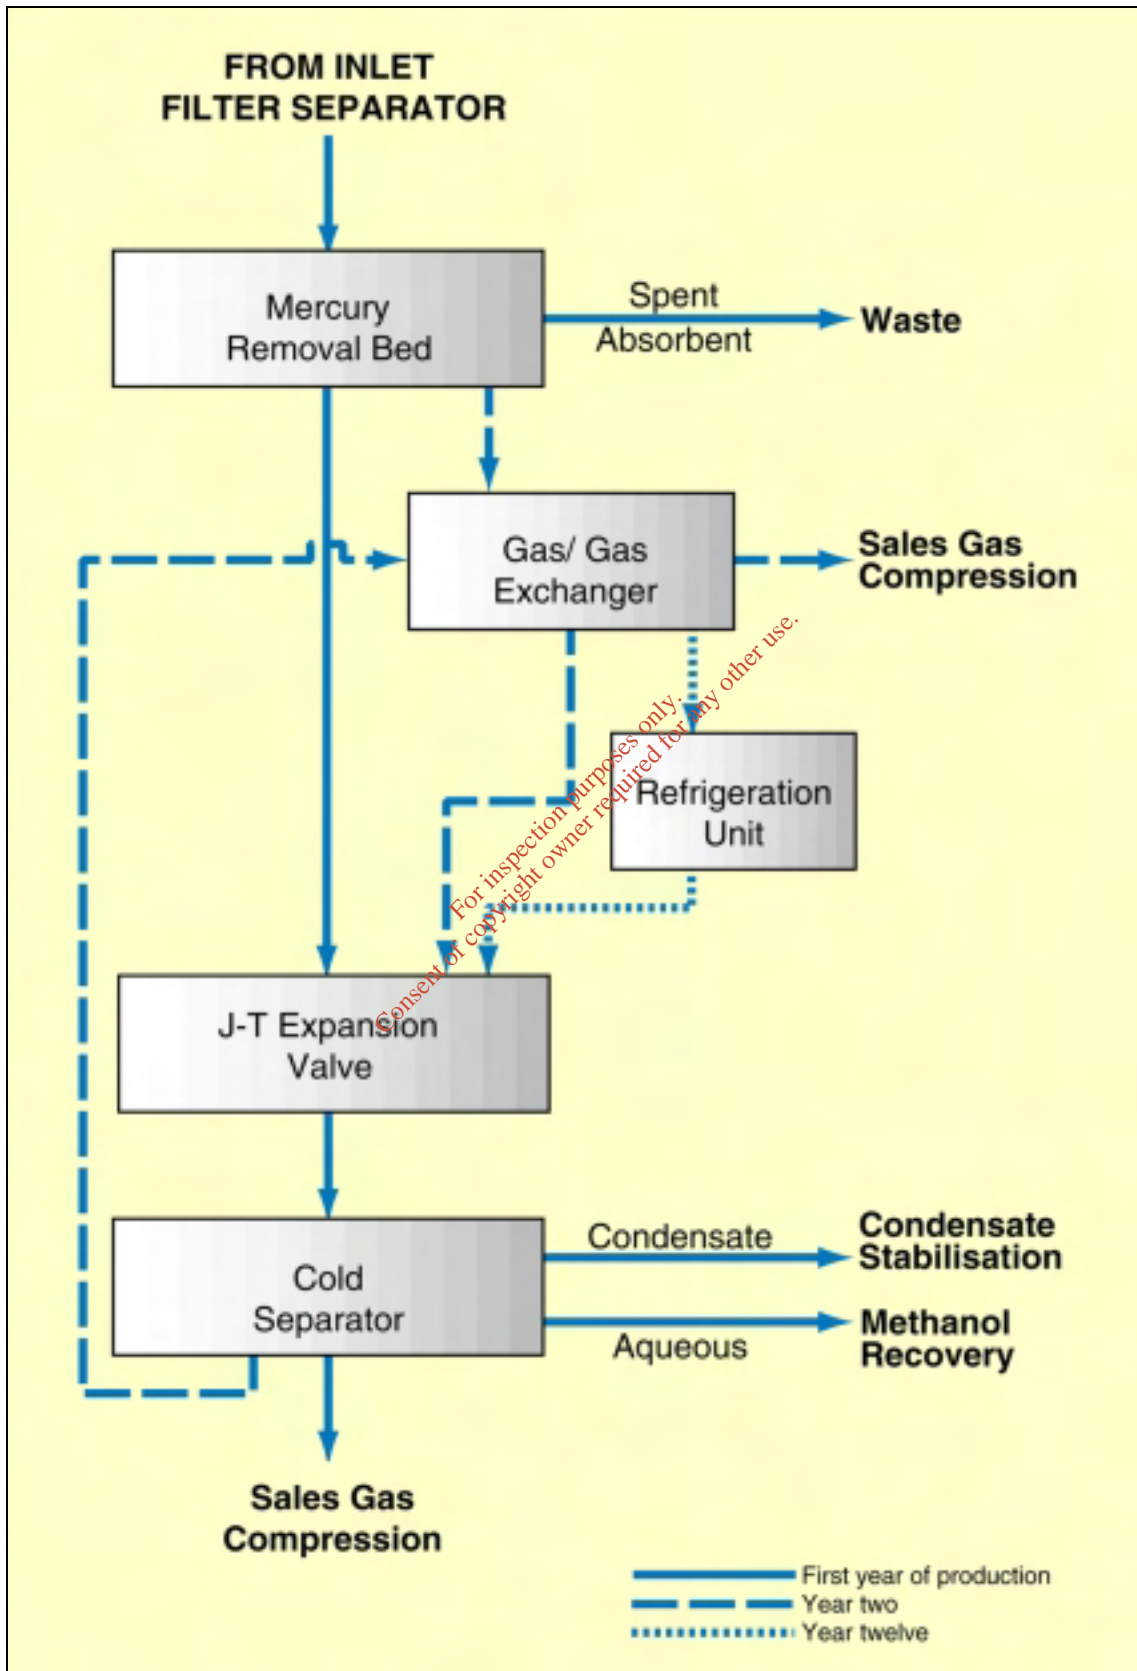 FROM INLET
FILTER SEPARATOR
Mercury
Removal Bed
Spent
Absorbent
Waste
Gas/ Gas
Exchanger
Sales Gas
Compression
Refrigeration
Unit
For inspection purposes only.
Consent of copyright owner required for any other use.
J-T Expansion
Valve
Cold
Separator
Condensate
Condensate
Stabilisation
Aqueous
Methanol
Recovery
Sales Gas
Compression
First year of production
Year two
Year twelve